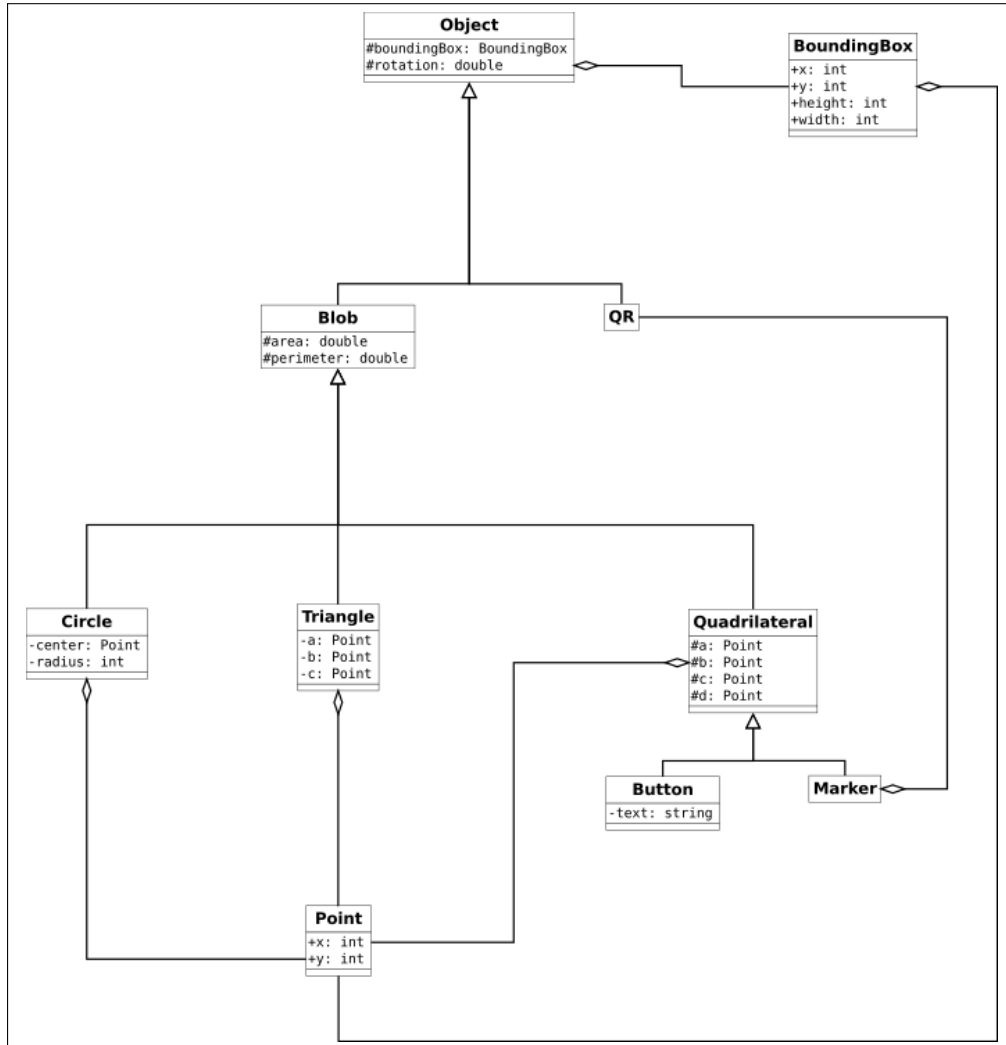 Object
#boundingBox: BoundingBox
#rotation: double
BoundingBox
+x: int
+y: int
+height: int
+width: int
Blob
#area: double
#perimeter: double
QR
Circle
-center: Point
-radius: int
Triangle
-a: Point
-b: Point
-c: Point
Quadrilateral
#a: Point
#b: Point
#c: Point
#d: Point
Button
-text: string
Marker
Point
+x: int
+y: int